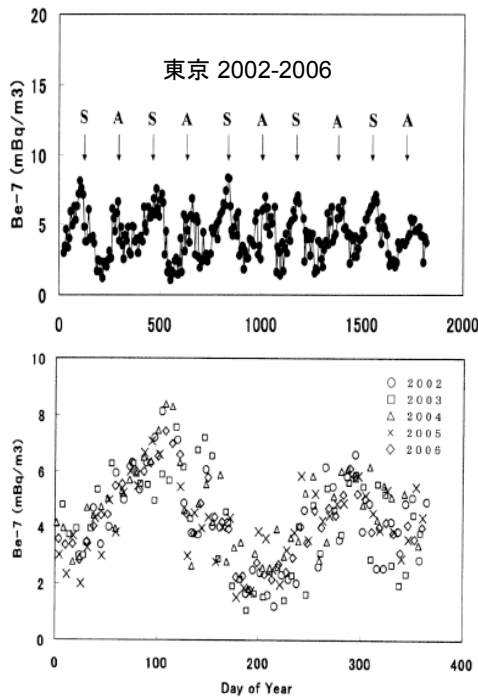 20
15
10
5
0
Be-7 (mBq/m3)
東京 2002-2006
S A S A S A S A S A
0 500 1000 1500 2000
10
8
6
4
2
0
Be-7 (mBq/m3)
○ 2002
□ 2003
△ 2004
× 2005
◇ 2006
0 100 200 300 400
Day of Year